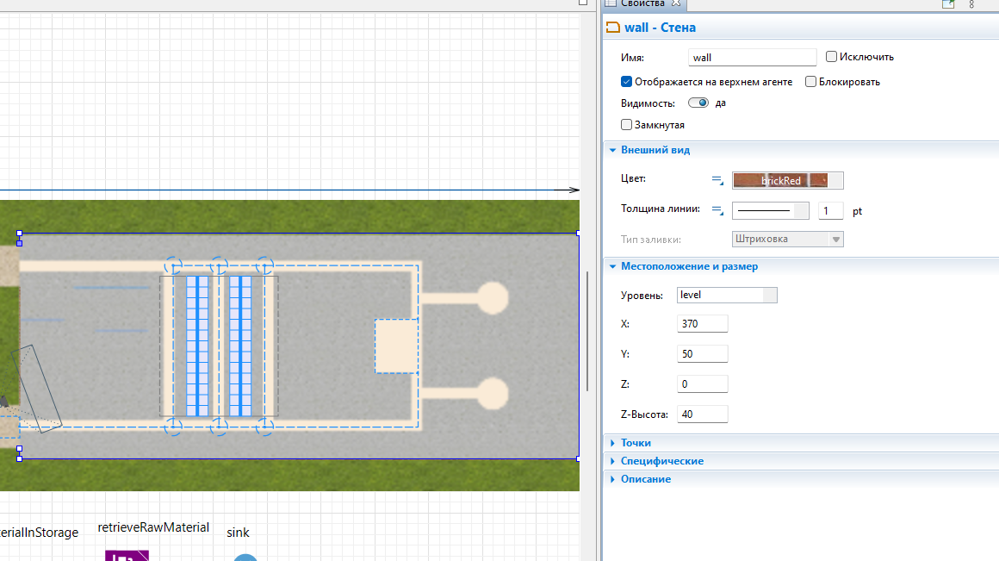 Свойства
wall - Стена
Имя: wall Исключить
Отображается на верхнем агенте Блокировать
Видимость: да
Замкнутая
Внешний вид
Цвет: brickRed
Толщина линии: 1 pt
Тип заливки: Штриховка
Местоположение и размер
Уровень: level
X: 370
Y: 50
Z: 0
Z-Высота: 40
Точки
Специфические
Описание
erialInStorage retrieveRawMaterial sink